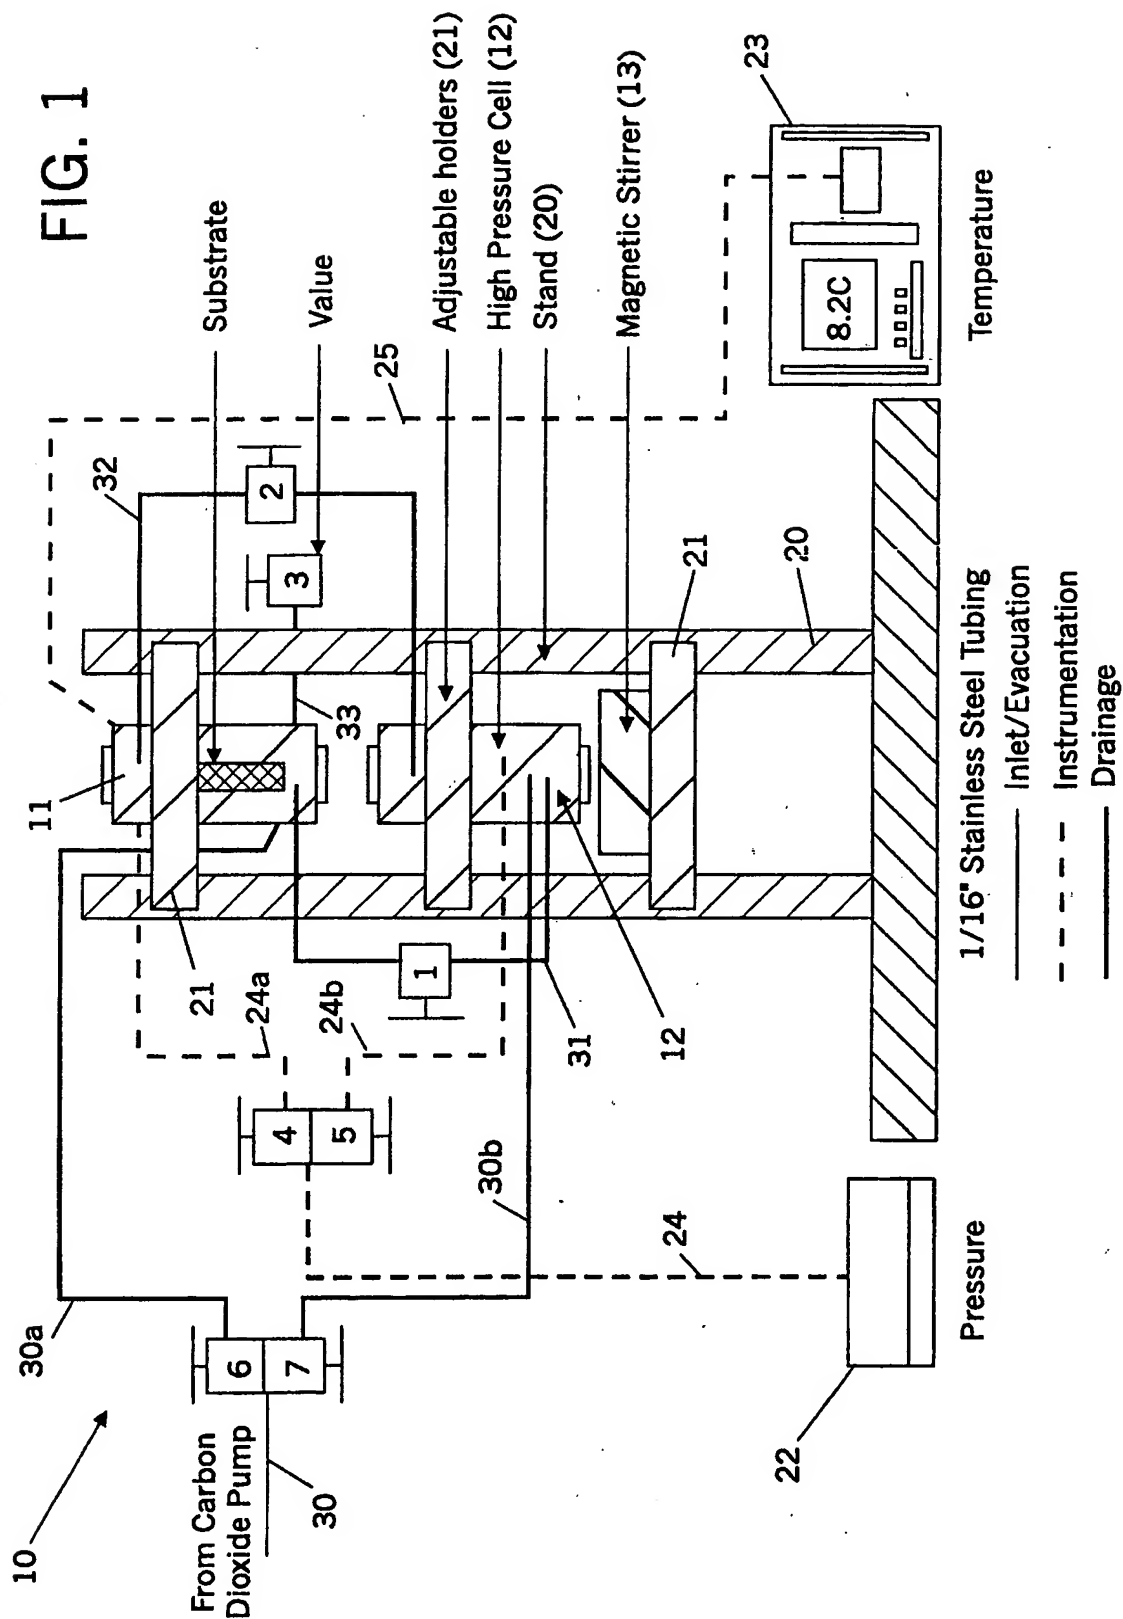 FIG. 1
10
From Carbon
Dioxide Pump
30
30a
6
7
30b
4
5
24a
24b
24
22
Pressure
21
11
1
31
12
33
32
3
2
25
Substrate
Value
Adjustable holders (21)
High Pressure Cell (12)
Stand (20)
Magnetic Stirrer (13)
21
20
23
8.2C
Temperature
1/16" Stainless Steel Tubing
Inlet/Evacuation
Instrumentation
Drainage